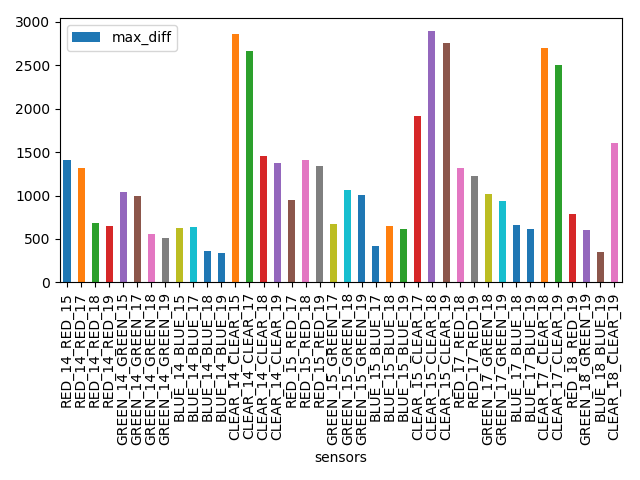 3000
2500
2000
1500
1000
500
0
max_diff
RED_14_RED_15
RED_14_RED_17
RED_14_RED_18
RED_14_RED_19
GREEN_14_GREEN_15
GREEN_14_GREEN_17
GREEN_14_GREEN_18
GREEN_14_GREEN_19
BLUE_14_BLUE_15
BLUE_14_BLUE_17
BLUE_14_BLUE_18
BLUE_14_BLUE_19
CLEAR_14_CLEAR_15
CLEAR_14_CLEAR_17
CLEAR_14_CLEAR_18
CLEAR_14_CLEAR_19
RED_15_RED_17
RED_15_RED_18
RED_15_RED_19
GREEN_15_GREEN_17
GREEN_15_GREEN_18
GREEN_15_GREEN_19
BLUE_15_BLUE_17
BLUE_15_BLUE_18
BLUE_15_BLUE_19
CLEAR_15_CLEAR_17
CLEAR_15_CLEAR_18
CLEAR_15_CLEAR_19
RED_17_RED_18
RED_17_RED_19
GREEN_17_GREEN_18
GREEN_17_GREEN_19
BLUE_17_BLUE_18
BLUE_17_BLUE_19
CLEAR_17_CLEAR_18
CLEAR_17_CLEAR_19
RED_18_RED_19
GREEN_18_GREEN_19
BLUE_18_BLUE_19
CLEAR_18_CLEAR_19
sensors